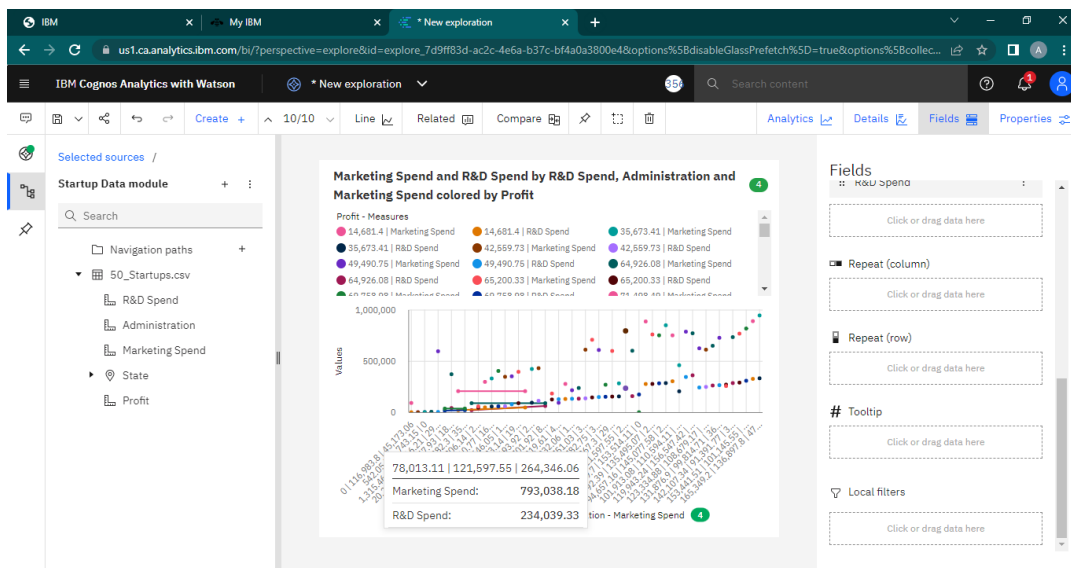 IBM
My IBM
* New exploration
us1.ca.analytics.ibm.com/bi/?perspective=explore&id=explore_7d9ff83d-ac2c-4e6a-b37c-bf4a0a3800e4&options%5BdisableGlassPrefetch%5D=true&options%5Bcollec...
A
IBM Cognos Analytics with Watson
* New exploration
Search content
1
Create +
10/10
Line
Related
Compare
Analytics
Details
Fields
Properties
Selected sources /
Startup Data module
Search
Navigation paths
50_Startups.csv
R&D Spend
Administration
Marketing Spend
State
Profit
Marketing Spend and R&D Spend by R&D Spend, Administration and
Marketing Spend colored by Profit
4
Profit - Measures
14,681.4 | Marketing Spend 14,681.4 | R&D Spend 35,673.41 | Marketing Spend
35,673.41 | R&D Spend 42,559.73 | Marketing Spend 42,559.73 | R&D Spend
49,490.75 | Marketing Spend 49,490.75 | R&D Spend 64,926.08 | Marketing Spend
64,926.08 | R&D Spend 65,200.33 | Marketing Spend 65,200.33 | R&D Spend
1,000,000
500,000
0
Values
78,013.11 | 121,597.55 | 264,346.06
Marketing Spend: 793,038.18
R&D Spend: 234,039.33
tion - Marketing Spend 4
Fields
R&D Spend
Click or drag data here
Repeat (column)
Click or drag data here
Repeat (row)
Click or drag data here
# Tooltip
Click or drag data here
Local filters
Click or drag data here